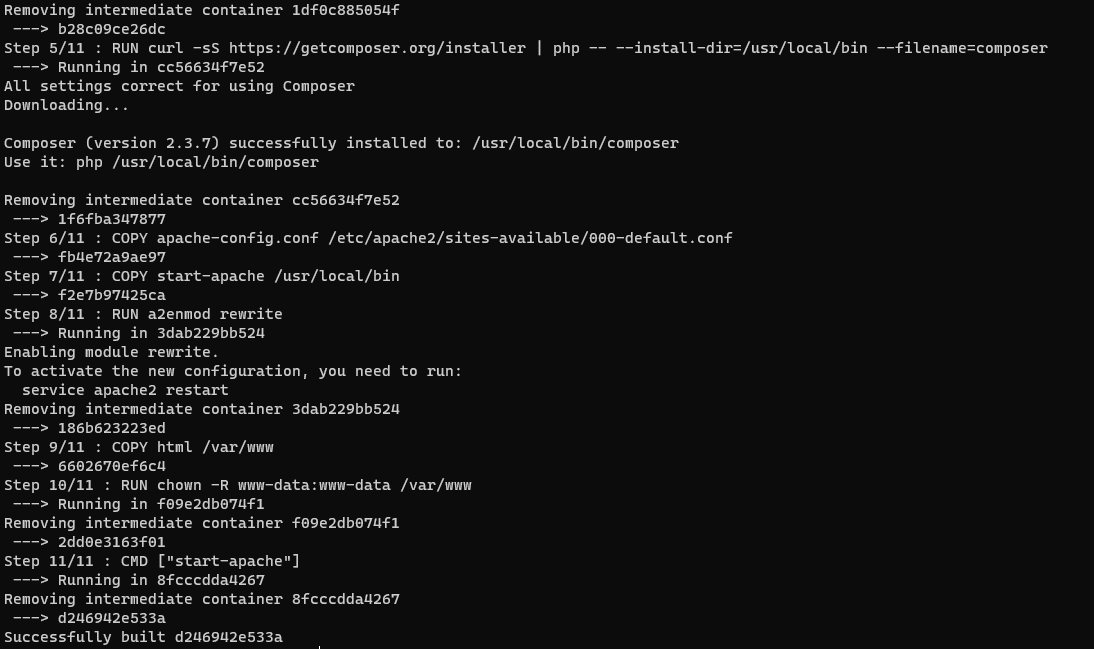 Removing intermediate container 1df0c885054f
 ---> b28c09ce26dc
Step 5/11 : RUN curl -sS https://getcomposer.org/installer | php -- --install-dir=/usr/local/bin --filename=composer
 ---> Running in cc56634f7e52
All settings correct for using Composer
Downloading...

Composer (version 2.3.7) successfully installed to: /usr/local/bin/composer
Use it: php /usr/local/bin/composer

Removing intermediate container cc56634f7e52
 ---> 1f6fba347877
Step 6/11 : COPY apache-config.conf /etc/apache2/sites-available/000-default.conf
 ---> fb4e72a9ae97
Step 7/11 : COPY start-apache /usr/local/bin
 ---> f2e7b97425ca
Step 8/11 : RUN a2enmod rewrite
 ---> Running in 3dab229bb524
Enabling module rewrite.
To activate the new configuration, you need to run:
  service apache2 restart
Removing intermediate container 3dab229bb524
 ---> 186b623223ed
Step 9/11 : COPY html /var/www
 ---> 6602670ef6c4
Step 10/11 : RUN chown -R www-data:www-data /var/www
 ---> Running in f09e2db074f1
Removing intermediate container f09e2db074f1
 ---> 2dd0e3163f01
Step 11/11 : CMD ["start-apache"]
 ---> Running in 8fcccdda4267
Removing intermediate container 8fcccdda4267
 ---> d246942e533a
Successfully built d246942e533a